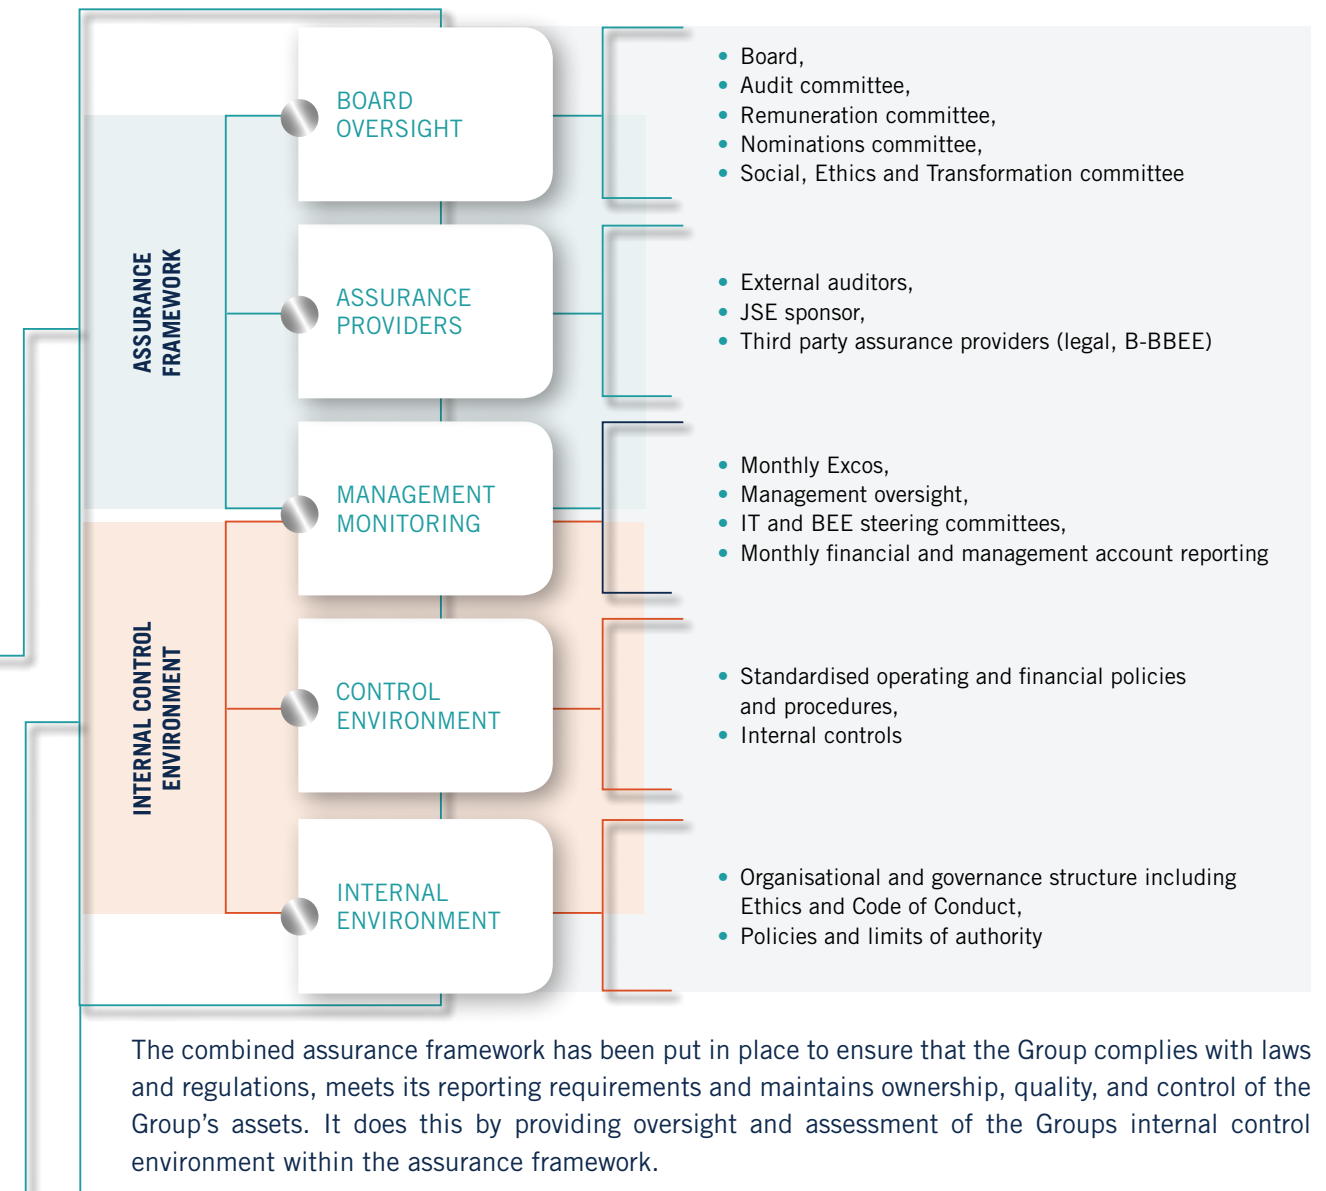 ASSURANCE
FRAMEWORK
BOARD
OVERSIGHT
• Board,
• Audit committee,
• Remuneration committee,
• Nominations committee,
• Social, Ethics and Transformation committee
ASSURANCE
PROVIDERS
• External auditors,
• JSE sponsor,
• Third party assurance providers (legal, B-BBEE)
MANAGEMENT
MONITORING
• Monthly Excos,
• Management oversight,
• IT and BEE steering committees,
• Monthly financial and management account reporting
INTERNAL CONTROL
ENVIRONMENT
CONTROL
ENVIRONMENT
• Standardised operating and financial policies
and procedures,
• Internal controls
INTERNAL
ENVIRONMENT
• Organisational and governance structure including
Ethics and Code of Conduct,
• Policies and limits of authority
The combined assurance framework has been put in place to ensure that the Group complies with laws
and regulations, meets its reporting requirements and maintains ownership, quality, and control of the
Group's assets. It does this by providing oversight and assessment of the Groups internal control
environment within the assurance framework.